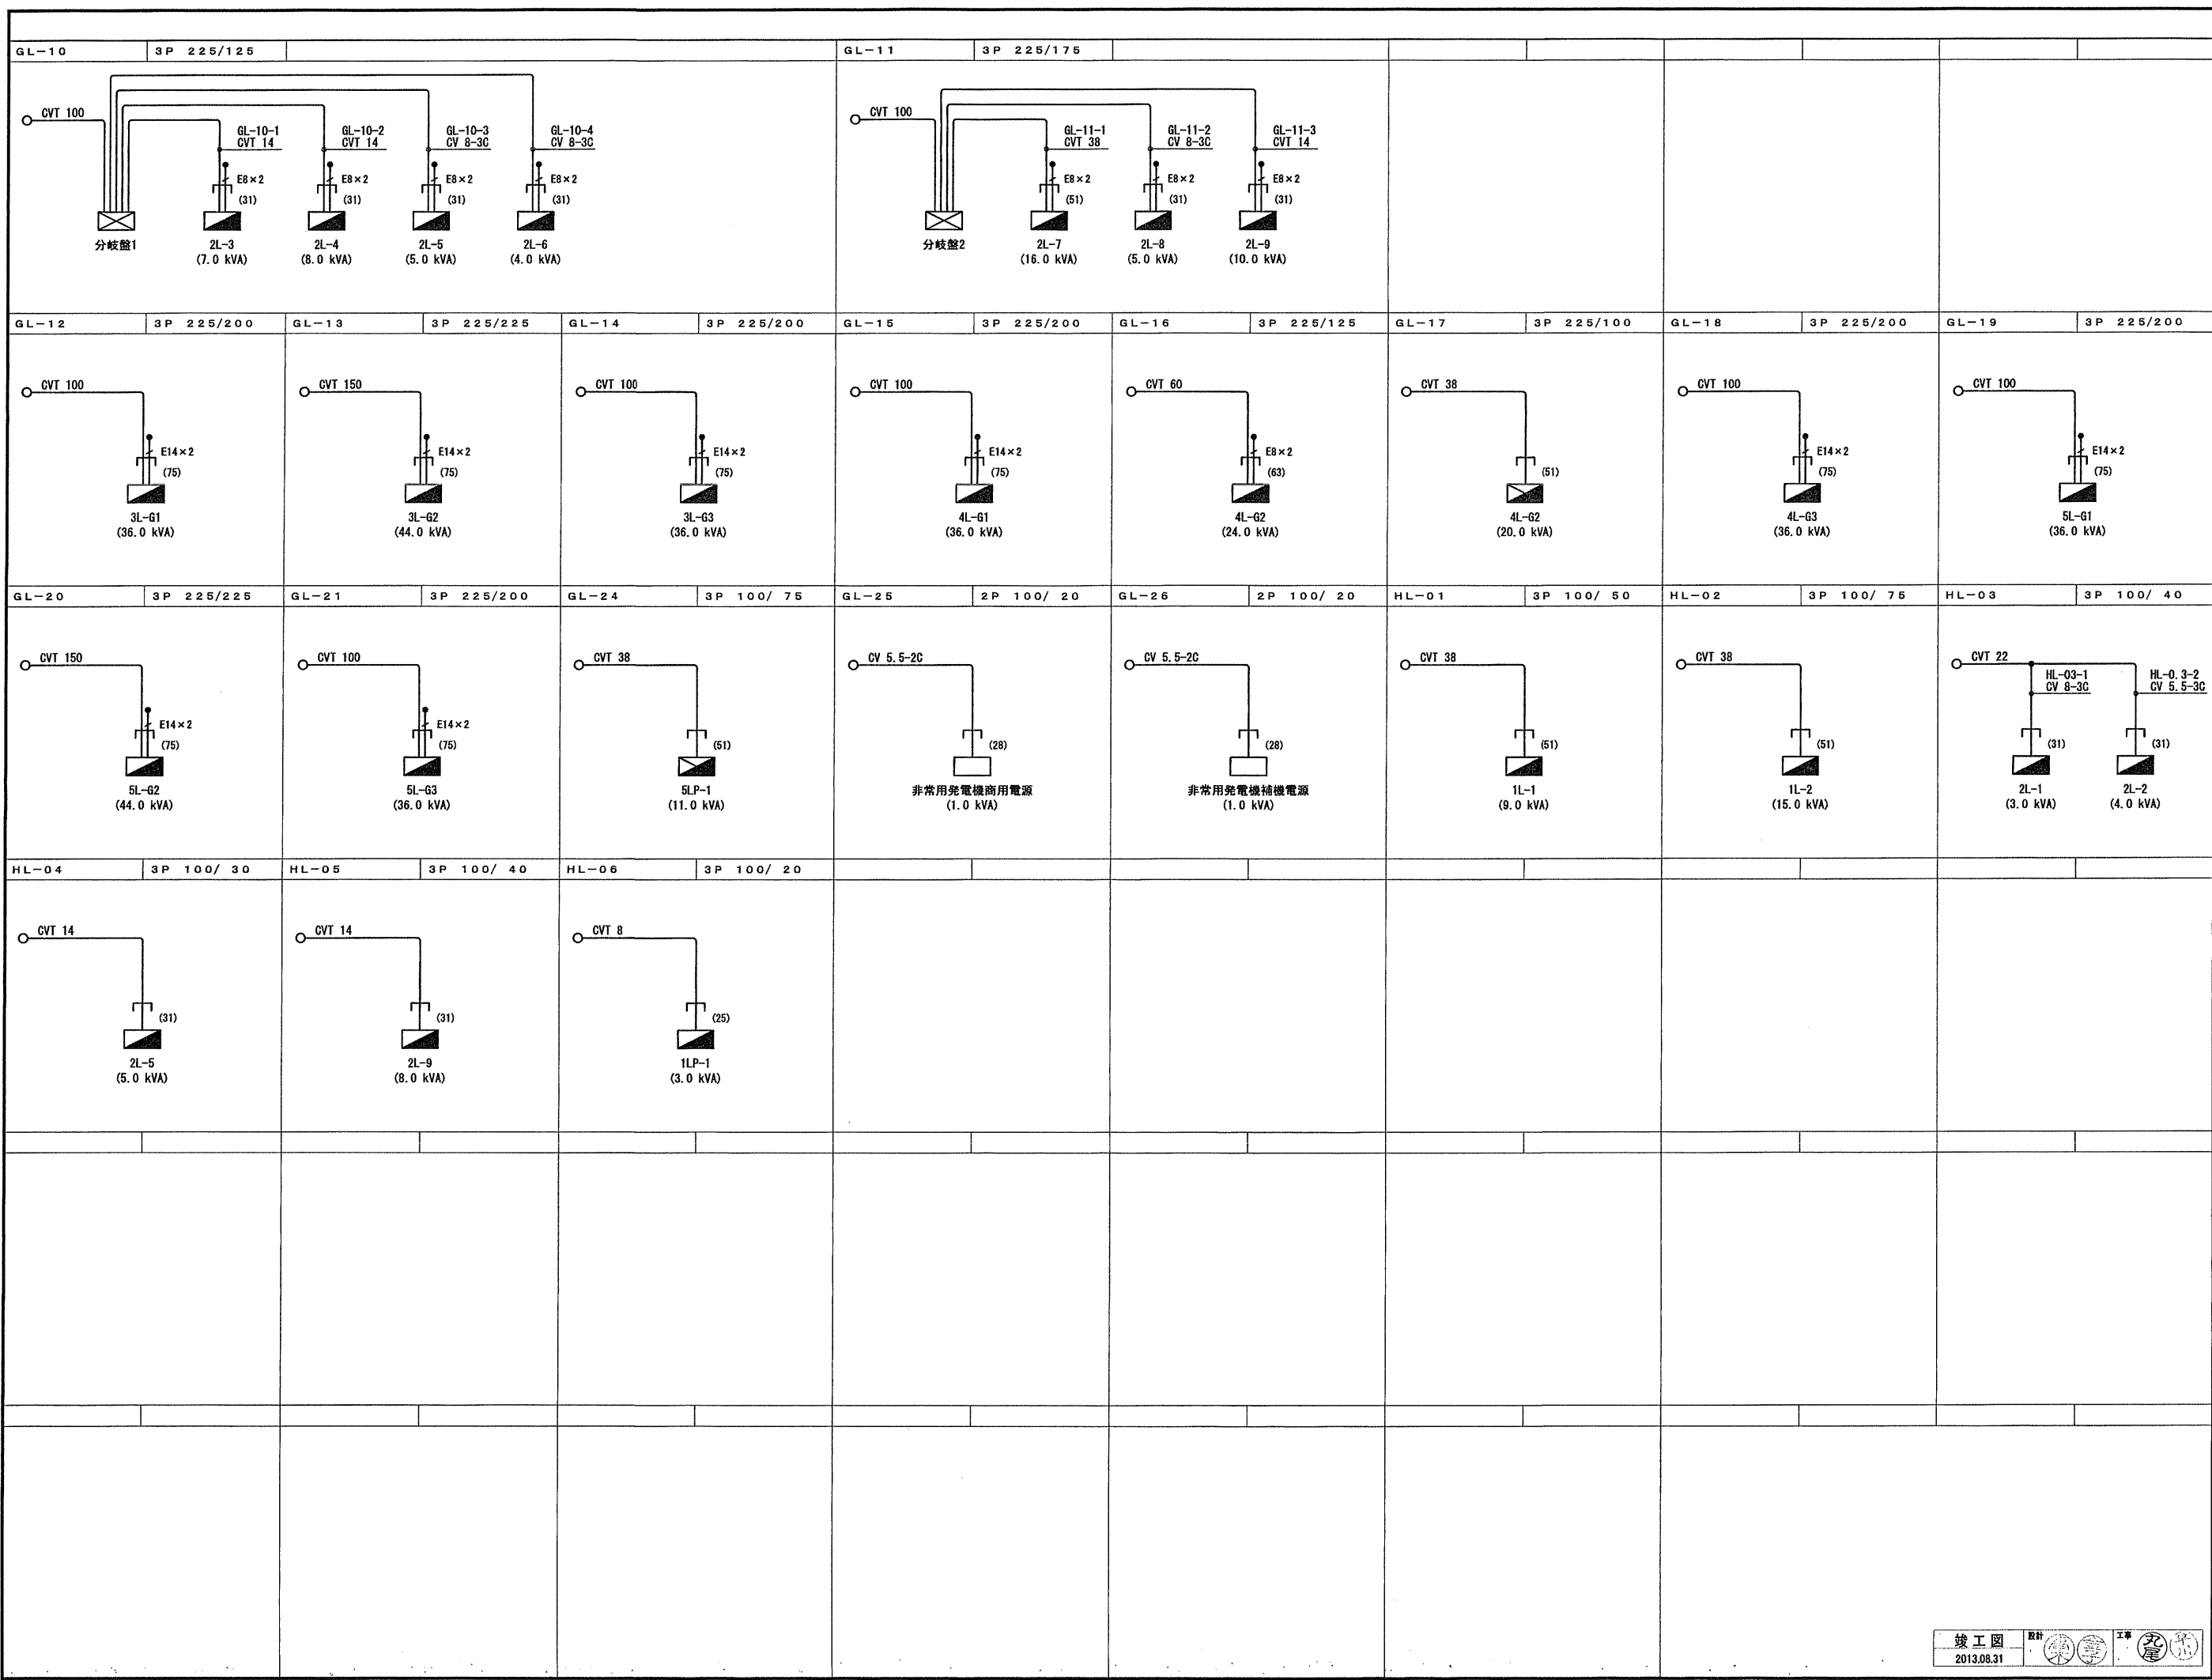 GL-10 3P 225/125 GL-11 3P 225/175
CVT 100
GL-10-1
CVT 14
GL-10-2
CVT 14
GL-10-3
CV 8-3C
GL-10-4
CV 8-3C
E8×2 E8×2 E8×2 E8×2
(31) (31) (31) (31)
分岐盤1 2L-3 2L-4 2L-5 2L-6
(7.0 kVA) (8.0 kVA) (5.0 kVA) (4.0 kVA)
CVT 100
GL-11-1
CVT 38
GL-11-2
CV 8-3C
GL-11-3
CVT 14
E8×2 E8×2 E8×2
(51) (31) (31)
分岐盤2 2L-7 2L-8 2L-9
(16.0 kVA) (5.0 kVA) (10.0 kVA)
GL-12 3P 225/200
CVT 100
E14×2
(75)
3L-G1
(36.0 kVA)
GL-13 3P 225/225
CVT 150
E14×2
(75)
3L-G2
(44.0 kVA)
GL-14 3P 225/200
CVT 100
E14×2
(75)
3L-G3
(36.0 kVA)
GL-15 3P 225/200
CVT 100
E14×2
(75)
4L-G1
(36.0 kVA)
GL-16 3P 225/125
CVT 60
E8×2
(63)
4L-G2
(24.0 kVA)
GL-17 3P 225/100
CVT 38
(51)
4L-G2
(20.0 kVA)
GL-18 3P 225/200
CVT 100
E14×2
(75)
4L-G3
(36.0 kVA)
GL-19 3P 225/200
CVT 100
E14×2
(75)
5L-G1
(36.0 kVA)
GL-20 3P 225/225
CVT 150
E14×2
(75)
5L-G2
(44.0 kVA)
GL-21 3P 225/200
CVT 100
E14×2
(75)
5L-G3
(36.0 kVA)
GL-24 3P 100/ 75
CVT 38
(51)
5LP-1
(11.0 kVA)
GL-25 2P 100/ 20
CV 5.5-2C
(28)
非常用発電機商用電源
(1.0 kVA)
GL-26 2P 100/ 20
CV 5.5-2C
(28)
非常用発電機補機電源
(1.0 kVA)
HL-01 3P 100/ 50
CVT 38
(51)
1L-1
(9.0 kVA)
HL-02 3P 100/ 75
CVT 38
(51)
1L-2
(15.0 kVA)
HL-03 3P 100/ 40
CVT 22
HL-03-1
CV 8-3C
HL-0.3-2
CV 5.5-3C
(31) (31)
2L-1 2L-2
(3.0 kVA) (4.0 kVA)
HL-04 3P 100/ 30
CVT 14
(31)
2L-5
(5.0 kVA)
HL-05 3P 100/ 40
CVT 14
(31)
2L-9
(8.0 kVA)
HL-06 3P 100/ 20
CVT 8
(25)
1LP-1
(3.0 kVA)
竣工図 設計 工事 丸尾
2013.08.31